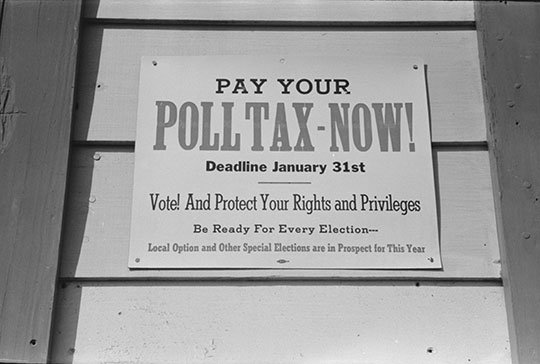 PAY YOUR
POLL TAX-NOW!
Deadline January 31st
Vote! And Protect Your Rights and Privileges
Be Ready For Every Election---
Local Option and Other Special Elections are in Prospect for This Year